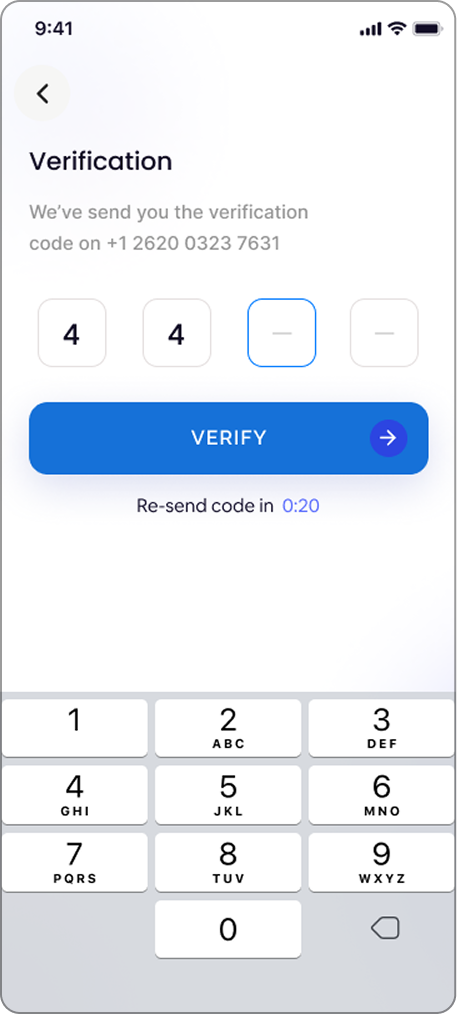 9:41
Verification
We've send you the verification
code on +1 2620 0323 7631
4 4 – –
VERIFY
Re-send code in 0:20
1 2 3
ABC DEF
4 5 6
GHI JKL MNO
7 8 9
PQRS TUV WXYZ
0